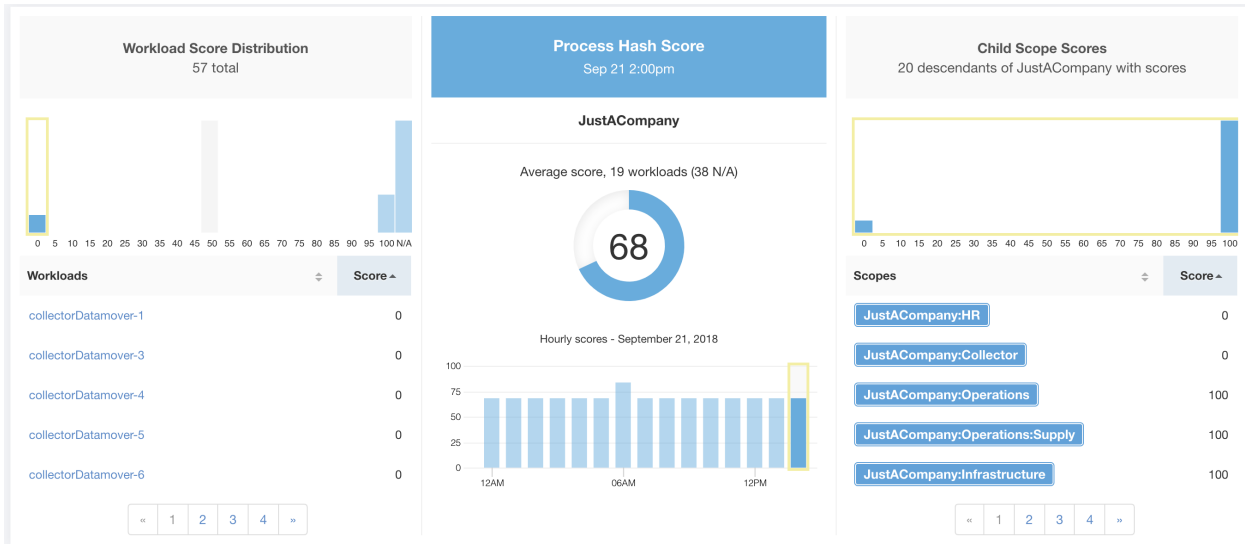 Workload Score Distribution
57 total
0 5 10 15 20 25 30 35 40 45 50 55 60 65 70 75 80 85 90 95 100 N/A
Workloads Score
collectorDatamover-1 0
collectorDatamover-3 0
collectorDatamover-4 0
collectorDatamover-5 0
collectorDatamover-6 0
« 1 2 3 4 »
Process Hash Score
Sep 21 2:00pm
JustACompany
Average score, 19 workloads (38 N/A)
68
Hourly scores - September 21, 2018
100
75
50
25
0
12AM 06AM 12PM
Child Scope Scores
20 descendants of JustACompany with scores
0 5 10 15 20 25 30 35 40 45 50 55 60 65 70 75 80 85 90 95 100
Scopes Score
JustACompany:HR 0
JustACompany:Collector 0
JustACompany:Operations 100
JustACompany:Operations:Supply 100
JustACompany:Infrastructure 100
« 1 2 3 4 »